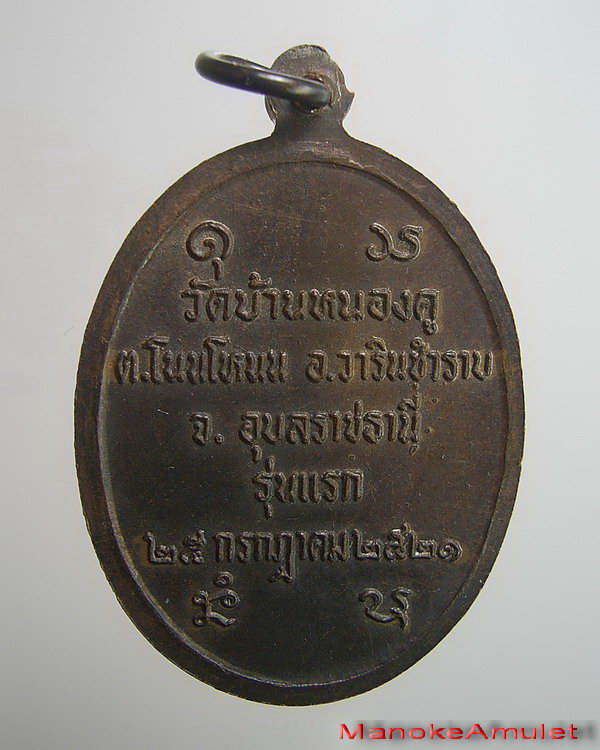 วัดบ้านหนองคู
ต.โนนโหนน อ.วารินชำราบ
จ. อุบลราชธานี
รุ่นแรก
๒๕ กรกฎาคม ๒๕๒๑
ManokeAmulet